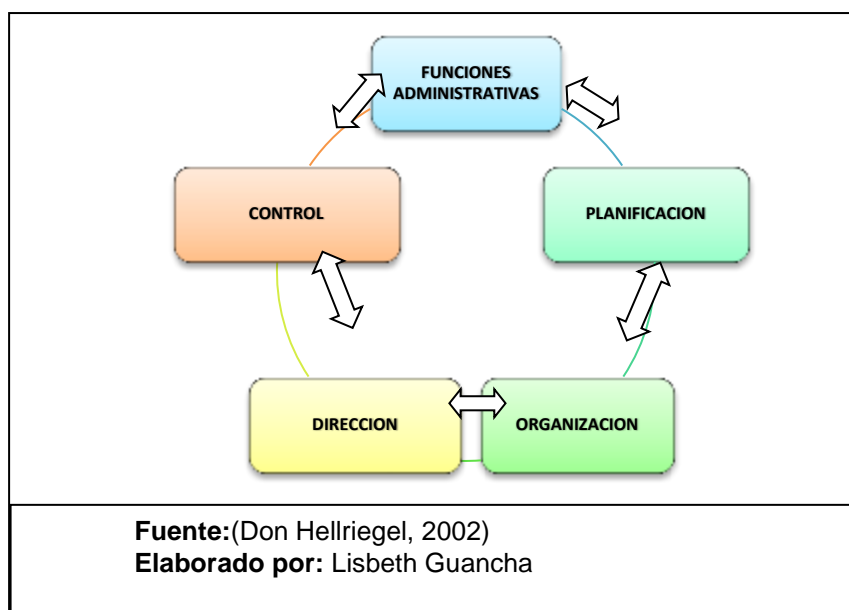 FUNCIONES
ADMINISTRATIVAS
CONTROL
PLANIFICACION
DIRECCION
ORGANIZACION
Fuente:(Don Hellriegel, 2002)
Elaborado por: Lisbeth Guancha